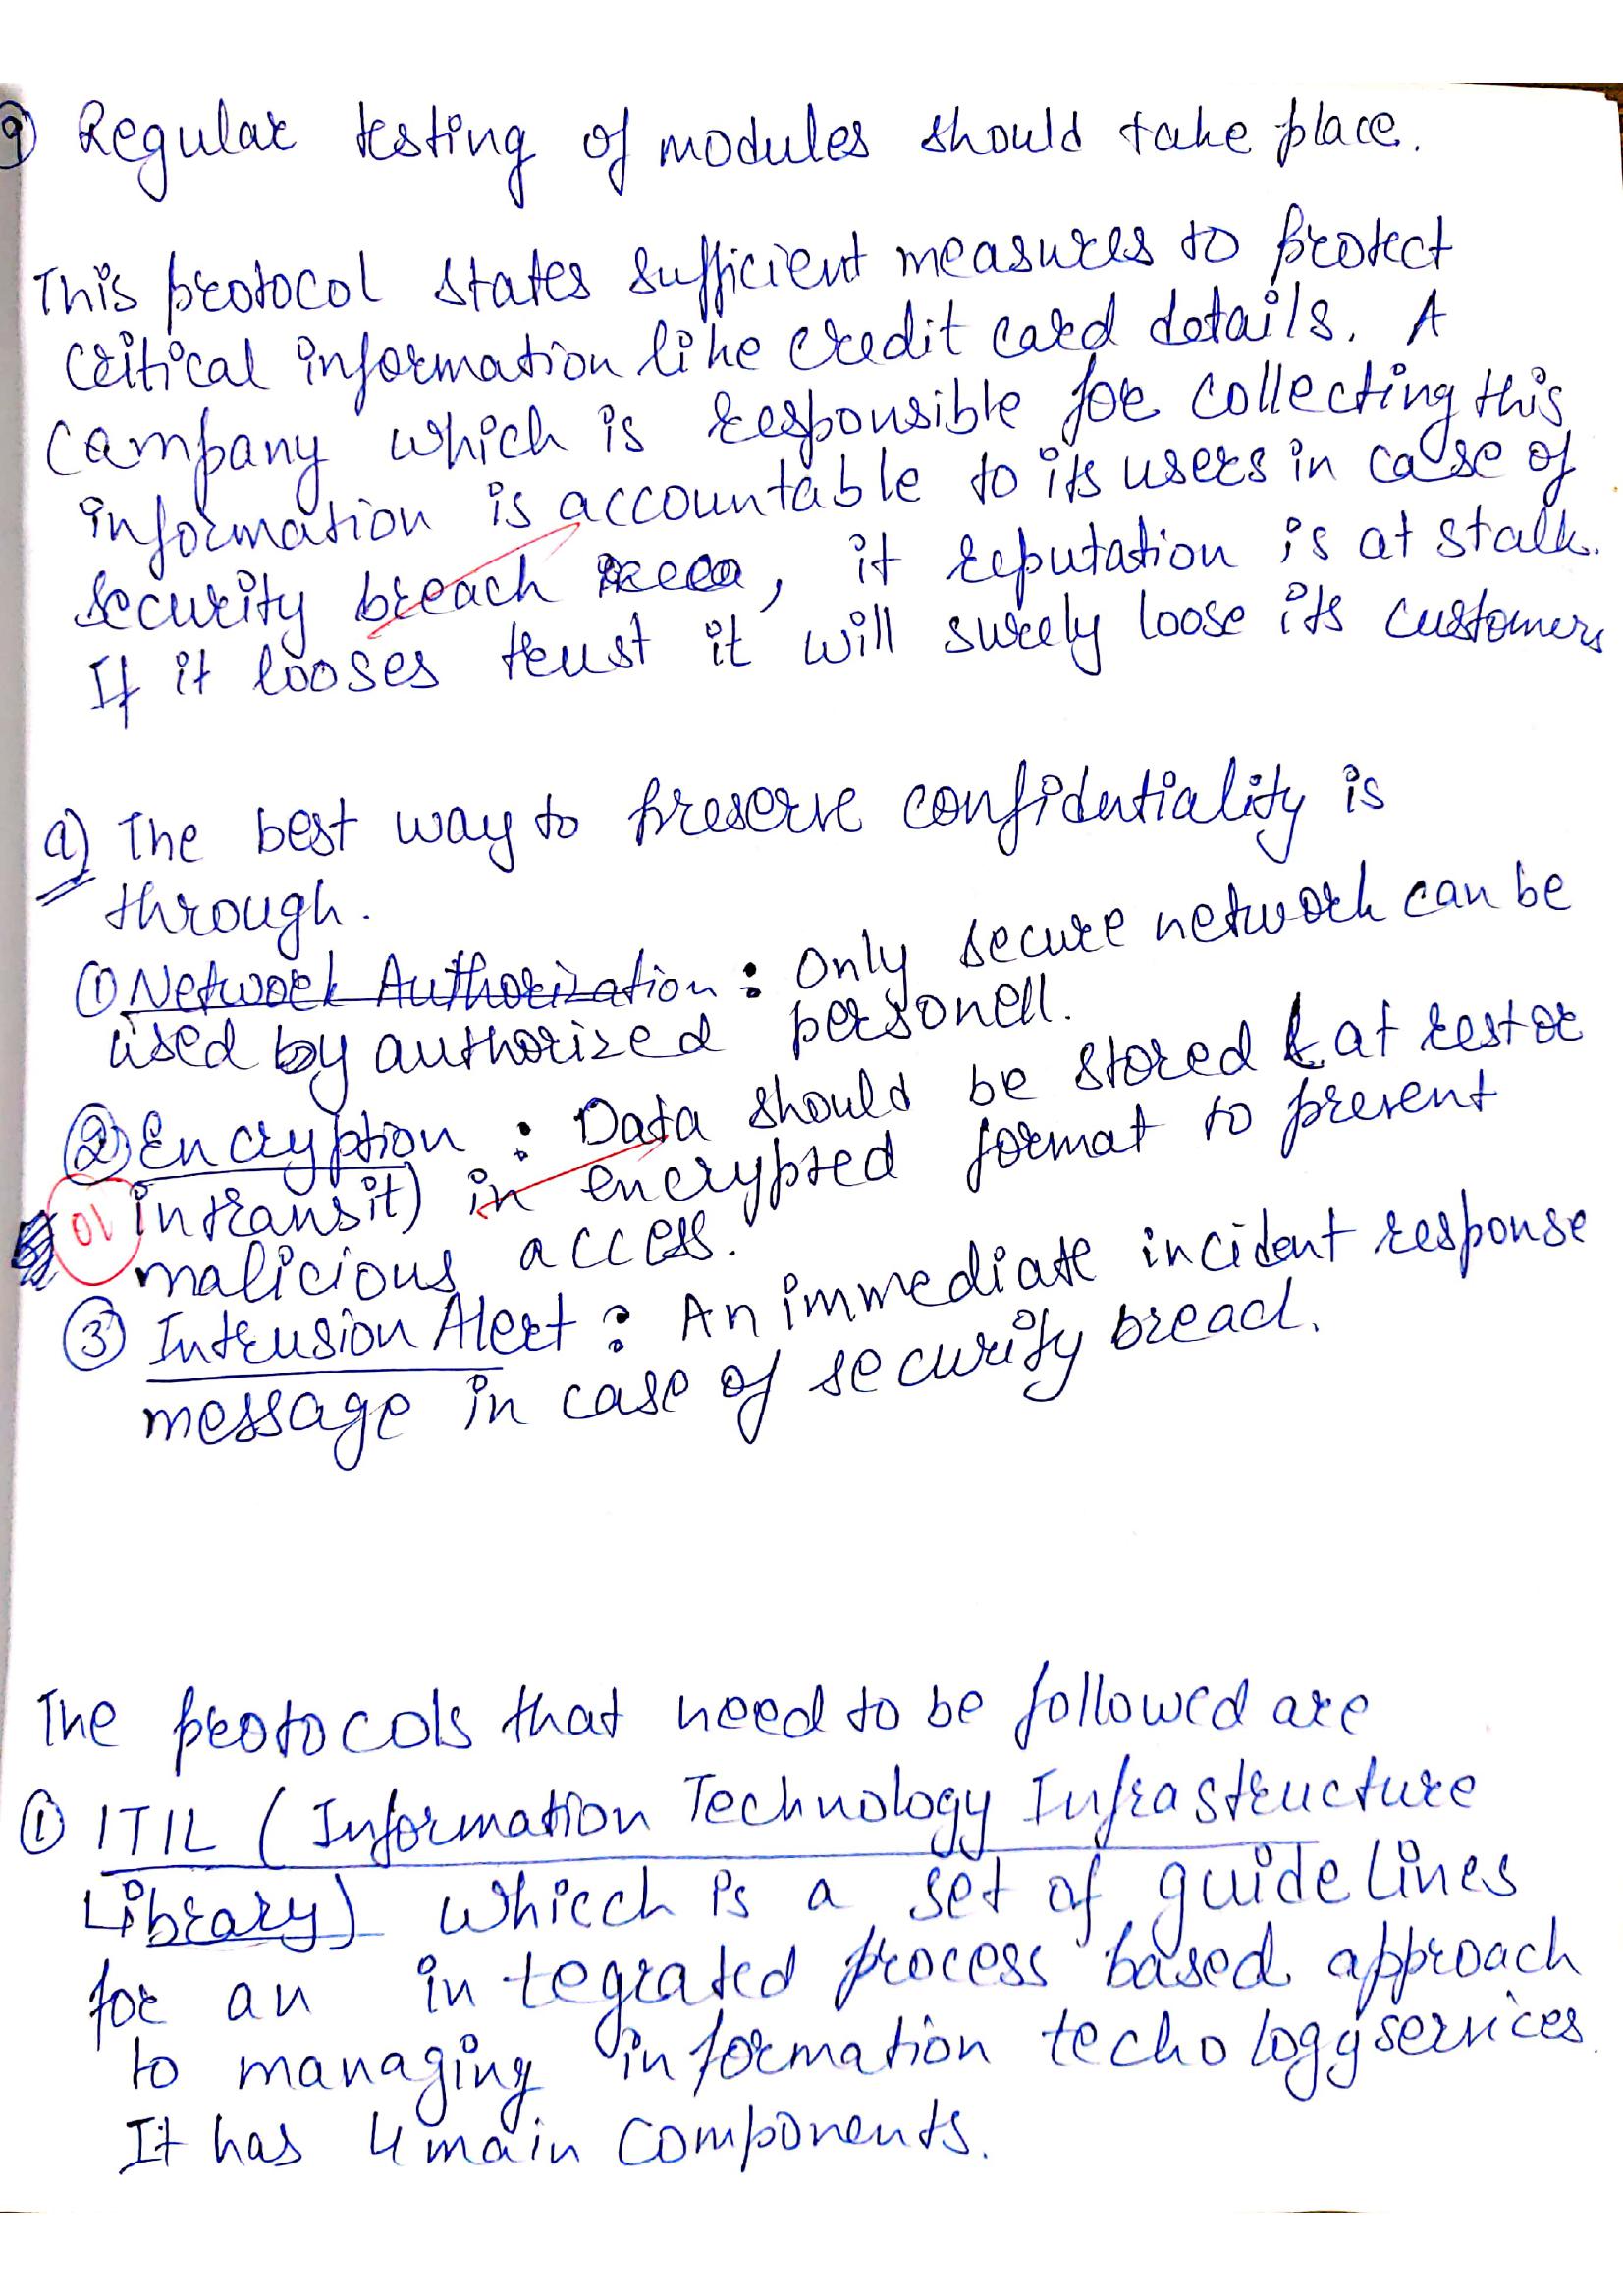 9) Regular testing of modules should take place.
This protocol states sufficient measures to protect
critical information like credit card details. A
company which is responsible for collecting this
information is accountable to its users in case of
security breach, it reputation is at stalk.
If it looses trust it will surely loose its customers
a) The best way to preserve confidutiality is
through.
① Network Authorization : Only secure network can be
used by authorized personell.
② Encryption : Data should be stored (at rest or
in transit) in encrypted format to prevent
01
malicious access.
③ Intrusion Alert : An immediate incident response
message in case of security breach.
The protocols that need to be followed are
① ITIL (Information Technology Infrastructure
Library) whicch is a set of guidelines
for an integrated process based approach
to managing information techology services.
It has 4 main components.